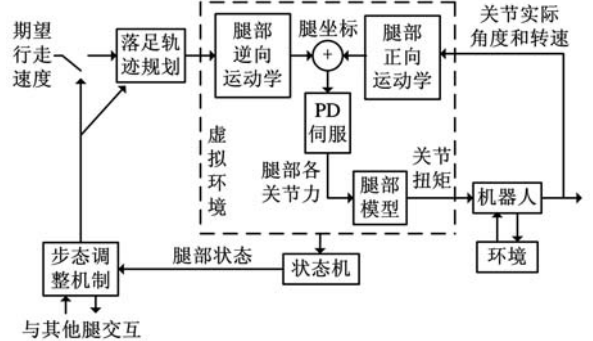 期望
行走
速度
落足轨
迹规划
腿部
逆向
运动学
腿坐标
+
腿部
正向
运动学
关节实际
角度和转速
虚
拟
环
境
PD
伺服
腿部各
关节力
关节
扭矩
腿部
模型
机器人
环境
步态调
整机制
腿部状态
状态机
与其他腿交互